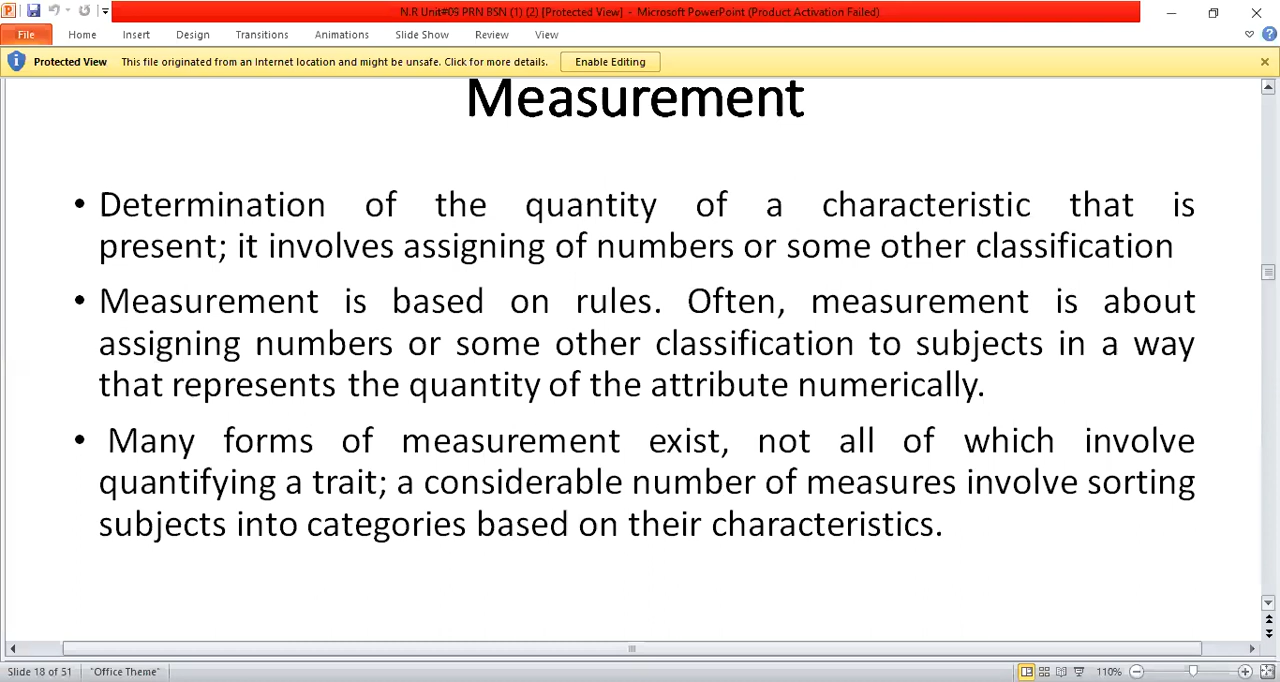 N.R Unit#09 PRN BSN (1) (2) [Protected View] - Microsoft PowerPoint (Product Activation Failed)
File Home Insert Design Transitions Animations Slide Show Review View
Protected View This file originated from an Internet location and might be unsafe. Click for more details. Enable Editing
Measurement
• Determination of the quantity of a characteristic that is
present; it involves assigning of numbers or some other classification
• Measurement is based on rules. Often, measurement is about
assigning numbers or some other classification to subjects in a way
that represents the quantity of the attribute numerically.
• Many forms of measurement exist, not all of which involve
quantifying a trait; a considerable number of measures involve sorting
subjects into categories based on their characteristics.
Slide 18 of 51 "Office Theme" 110%